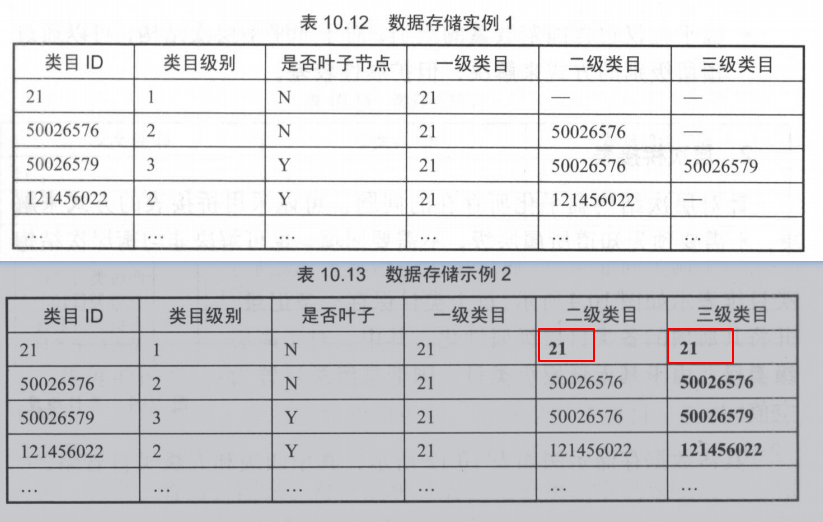 表 10.12 数据存储实例 1
类目 ID 类目级别 是否叶子节点 一级类目 二级类目 三级类目
21 1 N 21 — —
50026576 2 N 21 50026576 —
50026579 3 Y 21 50026576 50026579
121456022 2 Y 21 121456022 —
… … … … … …
表 10.13 数据存储示例 2
类目 ID 类目级别 是否叶子 一级类目 二级类目 三级类目
21 1 N 21 21 21
50026576 2 N 21 50026576 50026576
50026579 3 Y 21 50026576 50026579
121456022 2 Y 21 121456022 121456022
… … … … … …